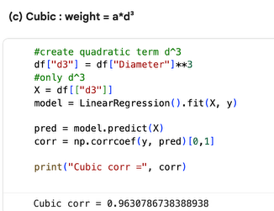 (c) Cubic : weight = a*d³
#create quadratic term d^3
df["d3"] = df["Diameter"]**3
#only d^3
X = df[["d3"]]
model = LinearRegression().fit(X, y)
pred = model.predict(X)
corr = np.corrcoef(y, pred)[0,1]
print("Cubic corr =", corr)
Cubic corr = 0.9630786738388938